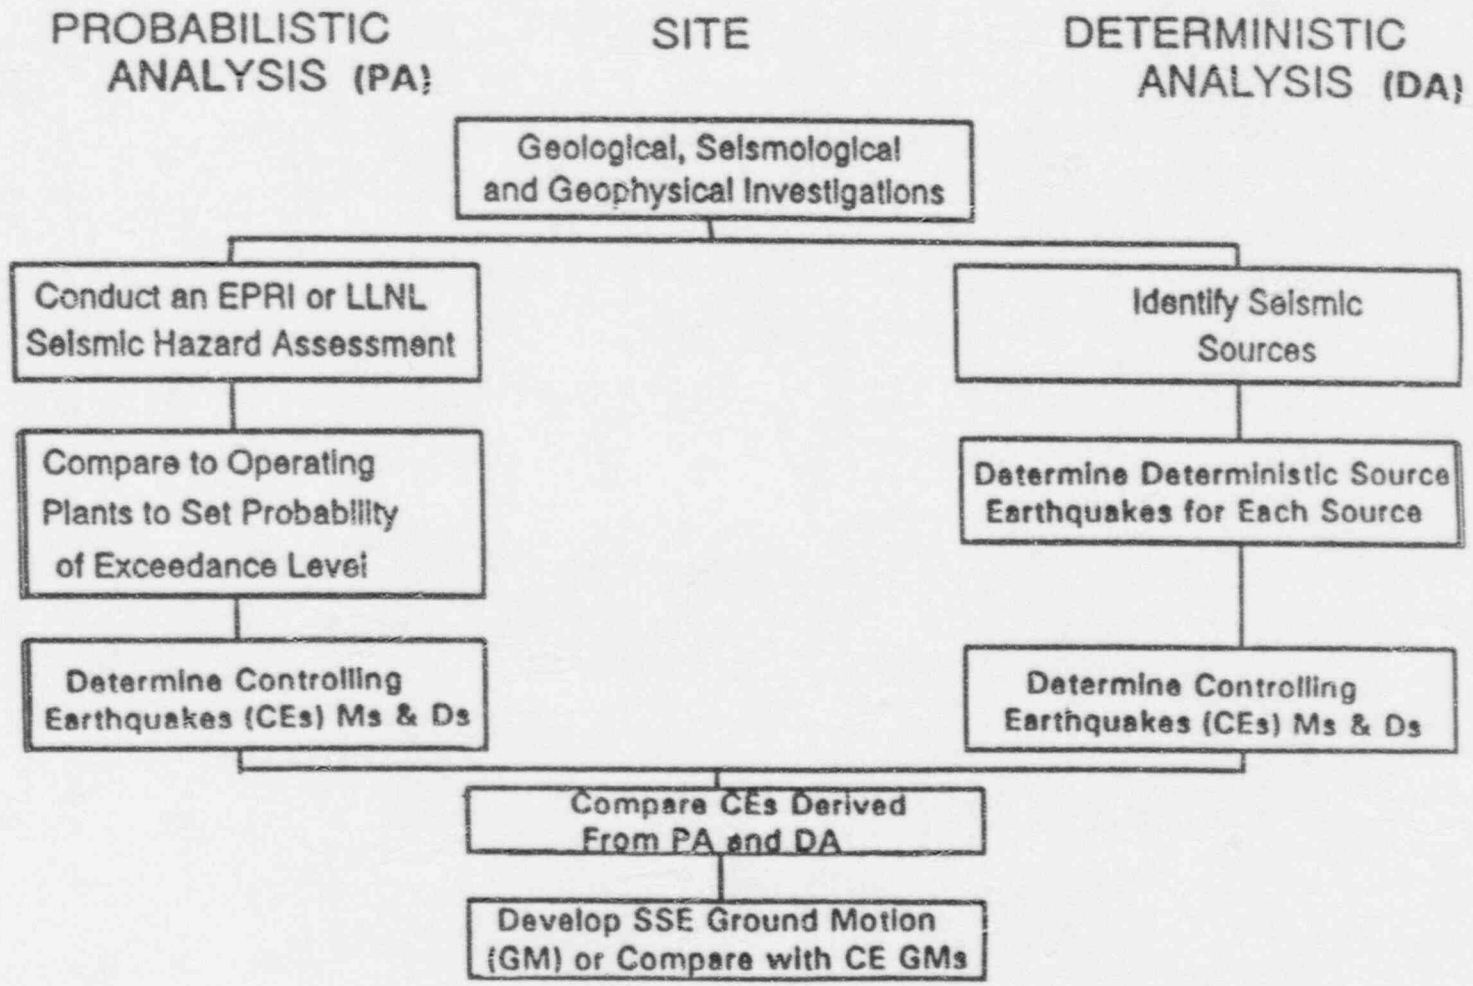 PROBABILISTIC
ANALYSIS (PA)
SITE
DETERMINISTIC
ANALYSIS (DA)
Geological, Seismological
and Geophysical Investigations
Conduct an EPRI or LLNL
Seismic Hazard Assessment
Identify Seismic
Sources
Compare to Operating
Plants to Set Probability
of Exceedance Level
Determine Deterministic Source
Earthquakes for Each Source
Determine Controlling
Earthquakes (CEs) Ms & Ds
Determine Controlling
Earthquakes (CEs) Ms & Ds
Compare CEs Derived
From PA and DA
Develop SSE Ground Motion
(GM) or Compare with CE GMs